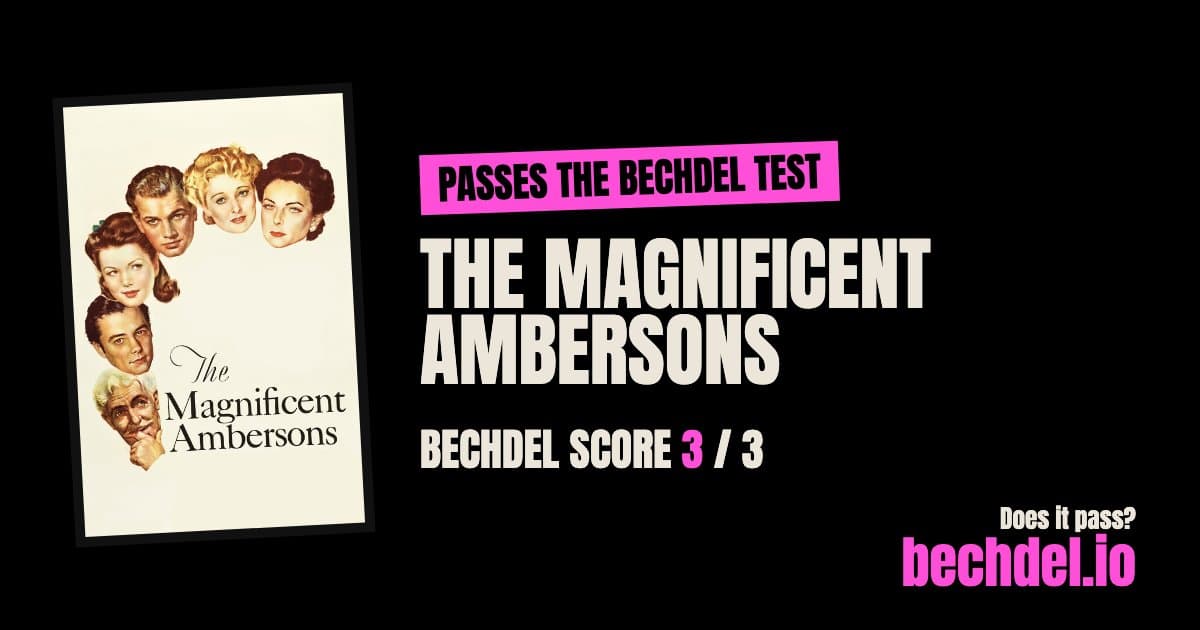 The
Magnificent
Ambersons
PASSES THE BECHDEL TEST
THE MAGNIFICENT
AMBERSONS
BECHDEL SCORE 3 / 3
Does it pass?
bechdel.io